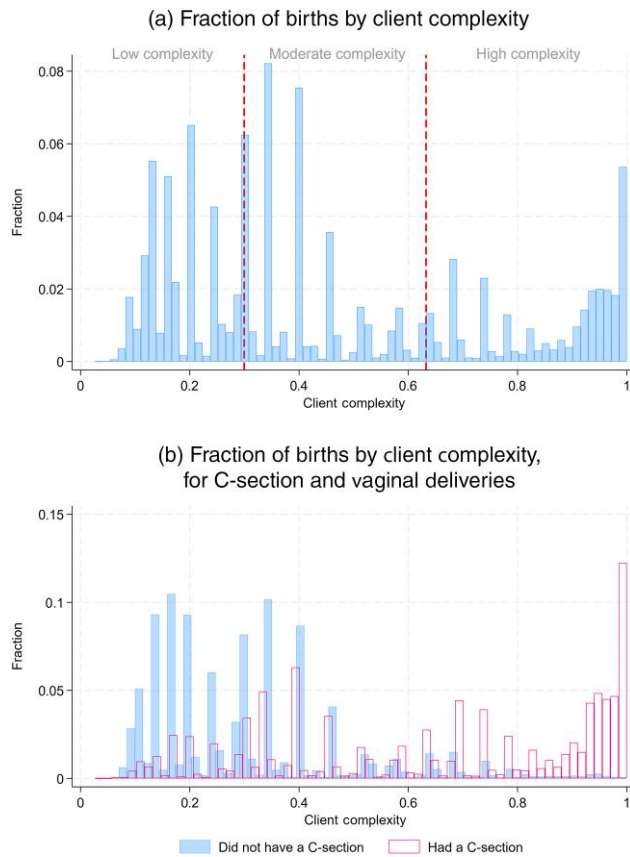 (a) Fraction of births by client complexity
Low complexity Moderate complexity High complexity
0.08
0.06
0.04
0.02
0
Fraction
0 0.2 0.4 0.6 0.8 1
Client complexity
(b) Fraction of births by client complexity,
for C-section and vaginal deliveries
0.15
0.1
0.05
0
Fraction
0 0.2 0.4 0.6 0.8 1
Client complexity
Did not have a C-section Had a C-section